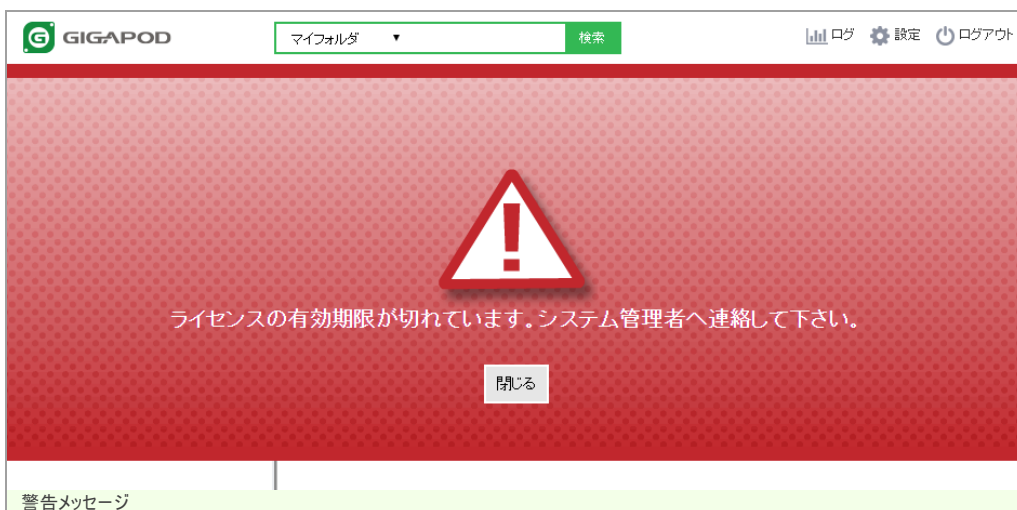 GIGAPOD マイフォルダ ▼ 検索 ログ 設定 ログアウト
ライセンスの有効期限が切れています。システム管理者へ連絡して下さい。
閉じる
警告メッセージ